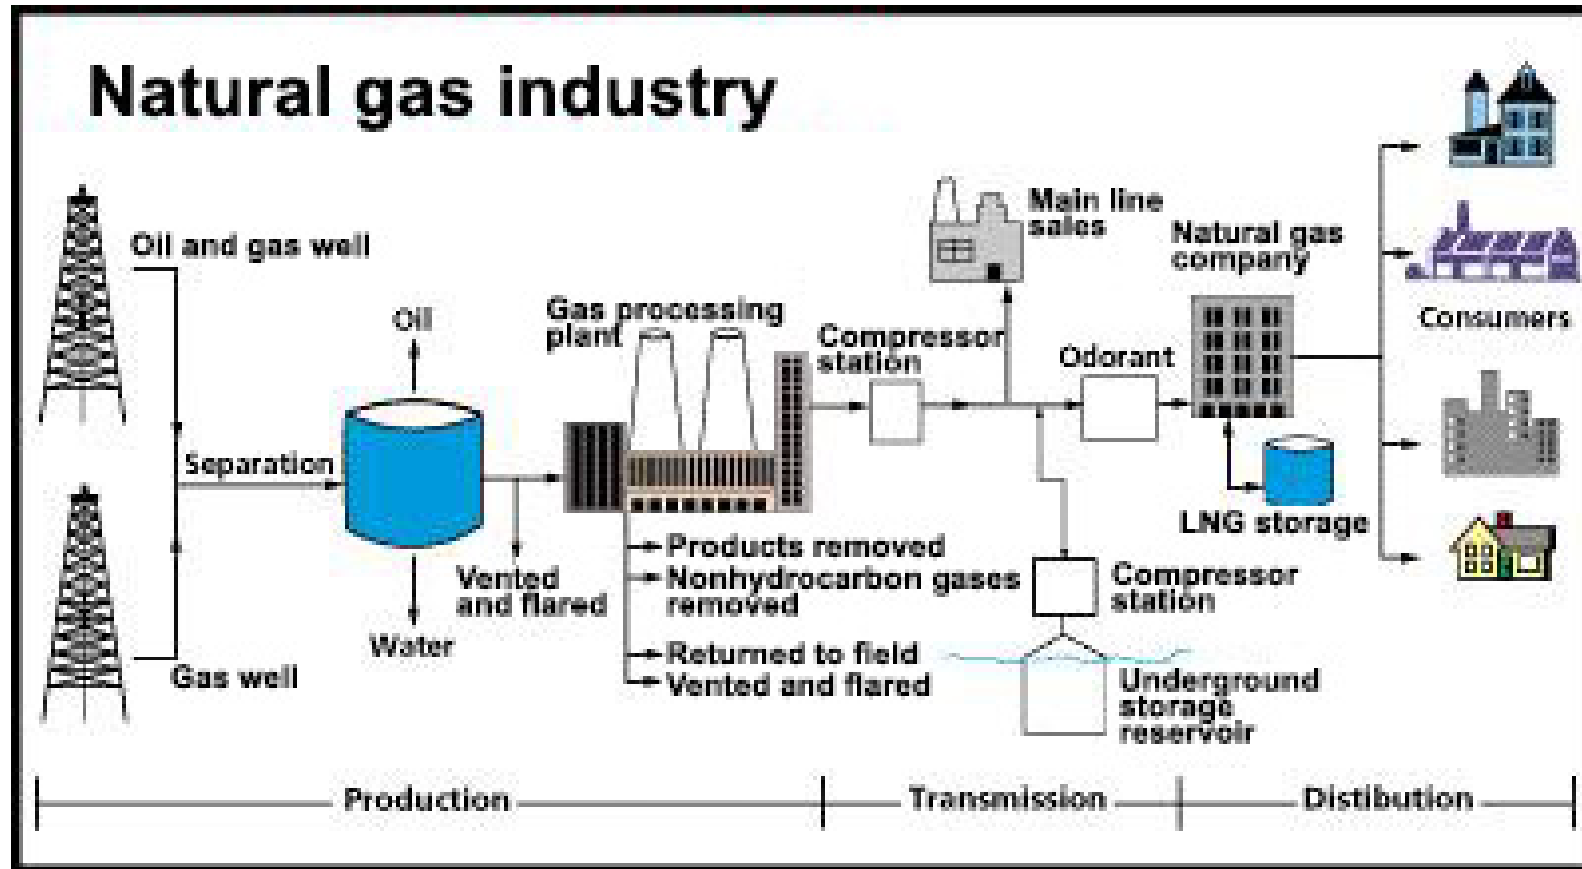 Natural gas industry
Oil and gas well
Oil
Separation
Water
Gas well
Vented
and flared
Gas processing
plant
Products removed
Nonhydrocarbon gases
removed
Returned to field
Vented and flared
Compressor
station
Main line
sales
Odorant
Natural gas
company
LNG storage
Compressor
station
Underground
storage
reservoir
Consumers
Production
Transmission
Distibution